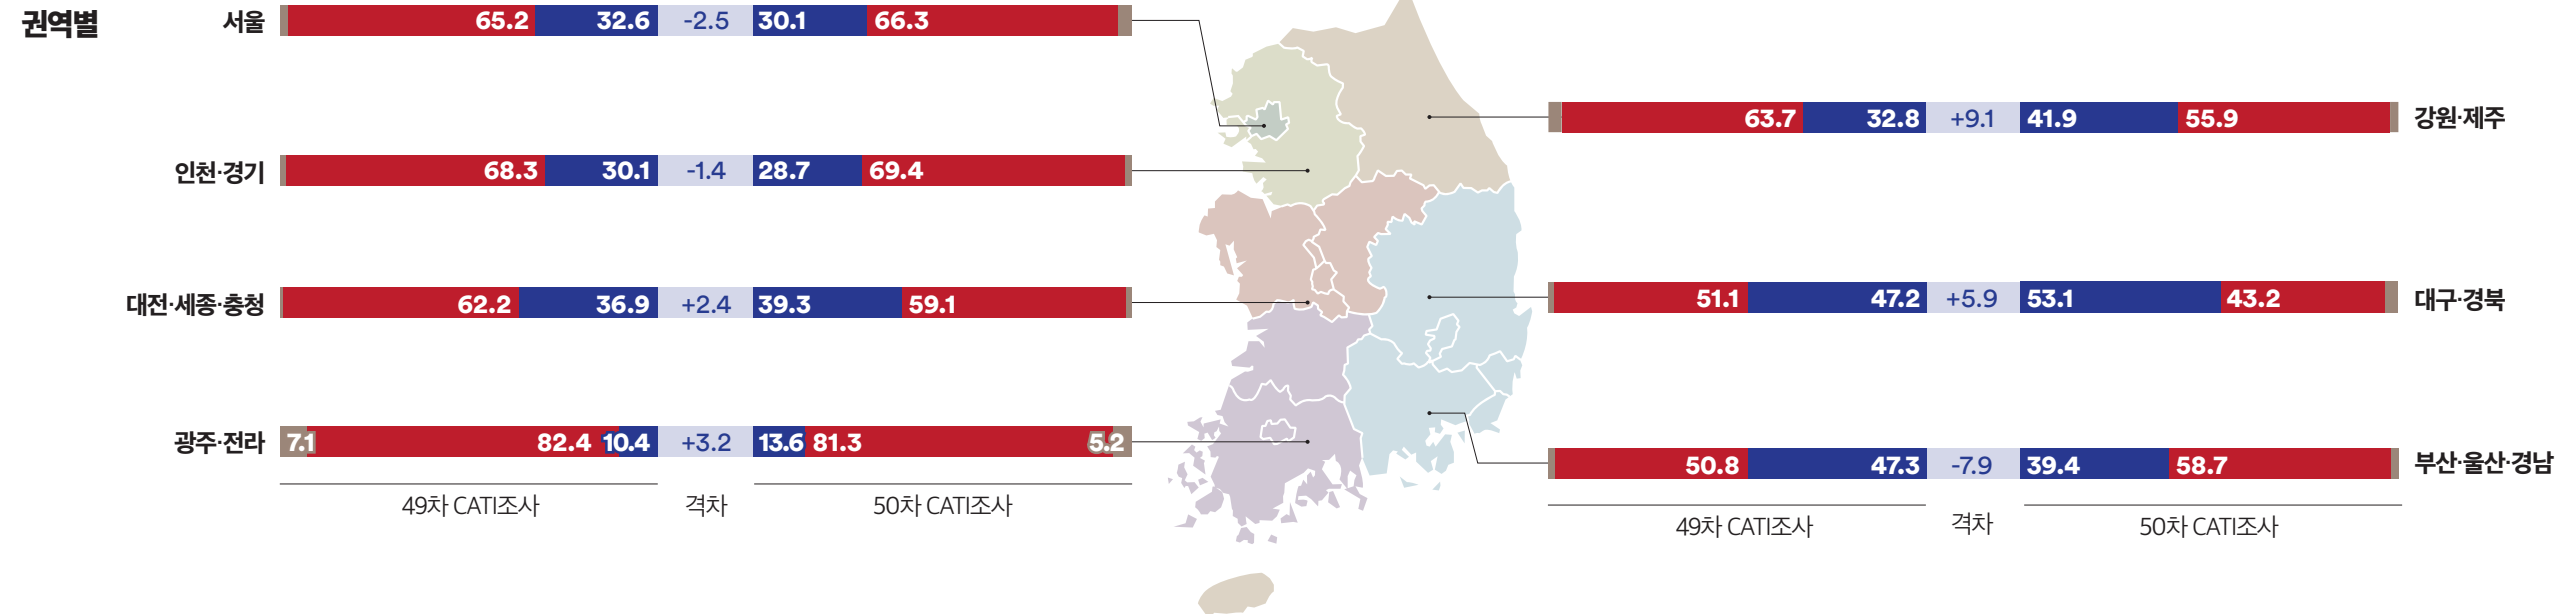 권역별
서울 65.2 32.6 -2.5 30.1 66.3
인천·경기 68.3 30.1 -1.4 28.7 69.4
대전·세종·충청 62.2 36.9 +2.4 39.3 59.1
광주·전라 7.1 82.4 10.4 +3.2 13.6 81.3 5.2
49차 CATI조사 격차 50차 CATI조사
63.7 32.8 +9.1 41.9 55.9 강원·제주
51.1 47.2 +5.9 53.1 43.2 대구·경북
50.8 47.3 -7.9 39.4 58.7 부산·울산·경남
49차 CATI조사 격차 50차 CATI조사